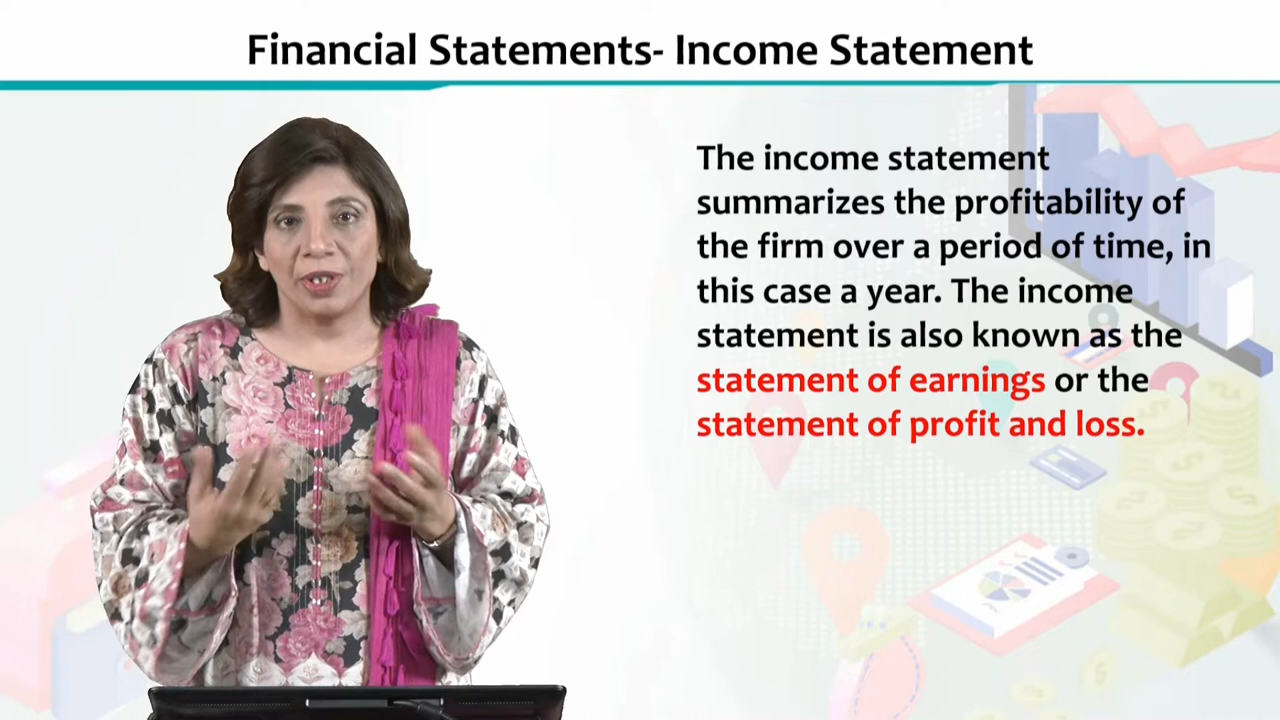 Financial Statements- Income Statement
The income statement
summarizes the profitability of
the firm over a period of time, in
this case a year. The income
statement is also known as the
statement of earnings or the
statement of profit and loss.